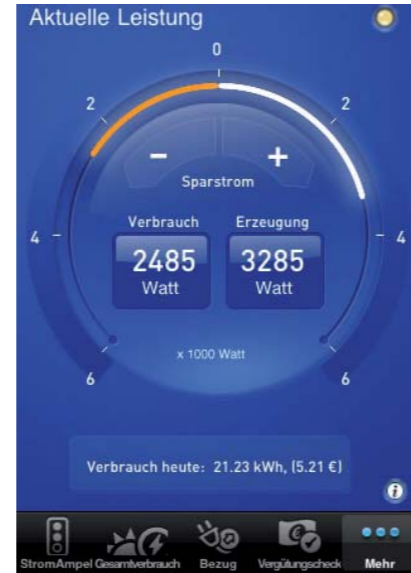 Aktuelle Leistung
0
2 2
– +
Sparstrom
4 4
Verbrauch Erzeugung
2485 3285
Watt Watt
x 1000 Watt
6 6
Verbrauch heute: 21.23 kWh, (5.21 €)
i
StromAmpel Gesamtverbrauch Bezug Vergütungscheck Mehr